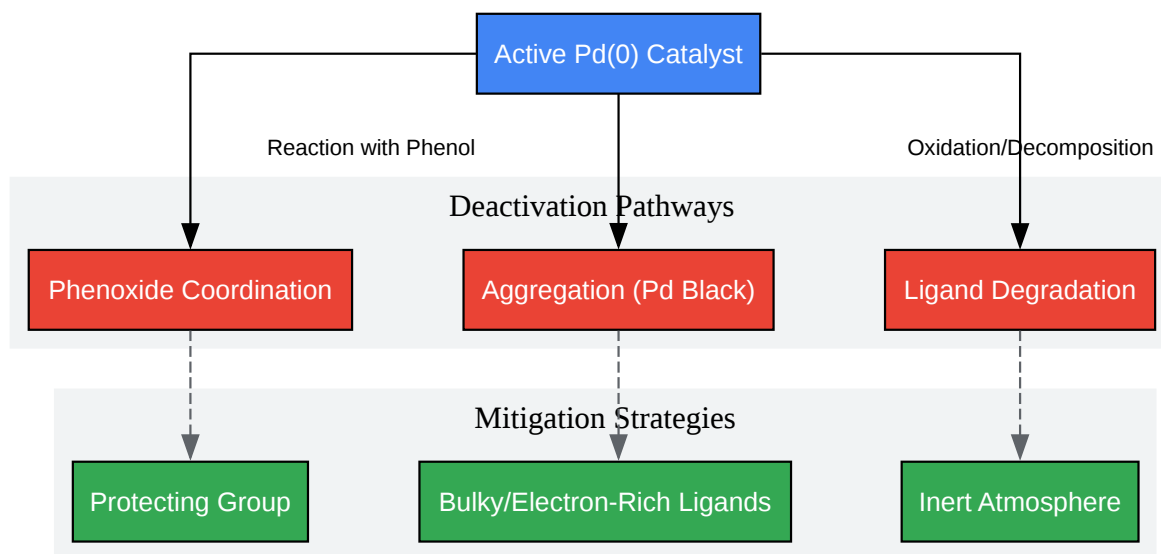 Active Pd(0) Catalyst
Reaction with Phenol
Oxidation/Decomposition
Deactivation Pathways
Phenoxide Coordination
Aggregation (Pd Black)
Ligand Degradation
Mitigation Strategies
Protecting Group
Bulky/Electron-Rich Ligands
Inert Atmosphere